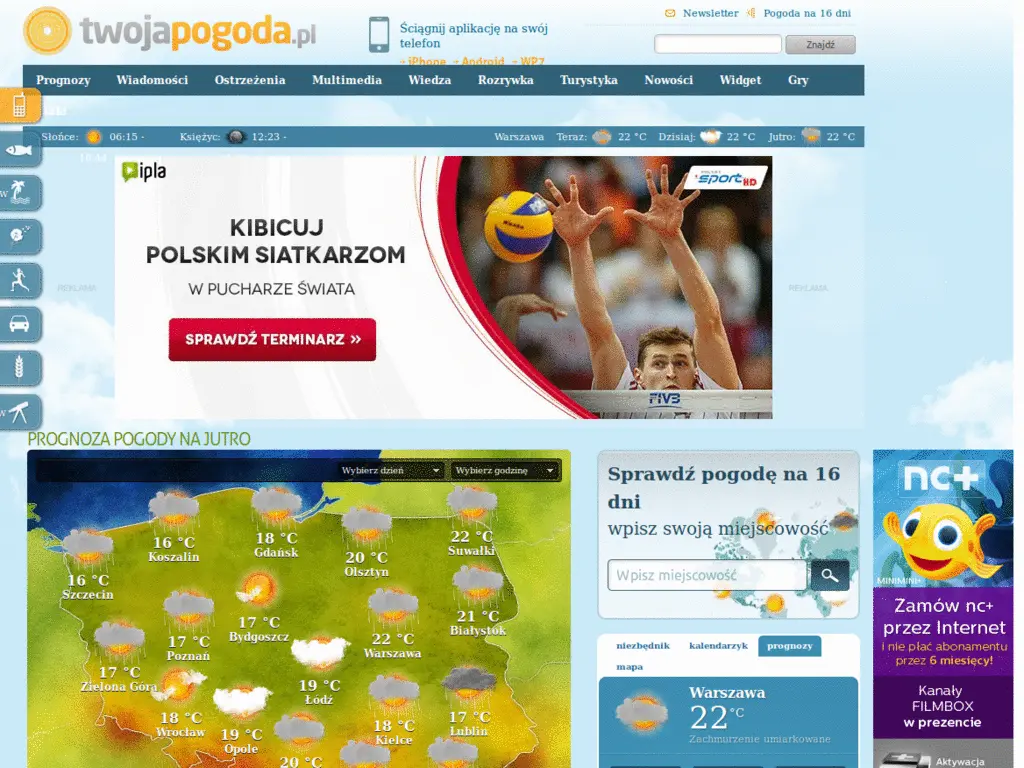 twojapogoda.pl
Ściągnij aplikację na swój
telefon
iPhone Android WP7
Newsletter Pogoda na 16 dni
Znajdź
Prognozy Wiadomości Ostrzeżenia Multimedia Wiedza Rozrywka Turystyka Nowości Widget Gry
Słońce: 06:15 - Księżyc: 12:23 - Warszawa Teraz: 22 °C Dzisiaj: 22 °C Jutro: 22 °C
ipla
KIBICUJ
POLSKIM SIATKARZOM
W PUCHARZE ŚWIATA
SPRAWDŹ TERMINARZ »
POLSAT
sport HD
FIVB
REKLAMA
REKLAMA
PROGNOZA POGODY NA JUTRO
Wybierz dzień
Wybierz godzinę
16 °C
Koszalin
18 °C
Gdańsk
22 °C
Suwałki
20 °C
Olsztyn
16 °C
Szczecin
17 °C
Bydgoszcz
21 °C
Białystok
17 °C
Poznań
22 °C
Warszawa
17 °C
Zielona Góra
19 °C
Łódź
18 °C
Wrocław
19 °C
Opole
18 °C
Kielce
17 °C
Lublin
20 °C
Sprawdź pogodę na 16
dni
wpisz swoją miejscowość
Wpisz miejscowość
niezbędnik kalendarzyk prognozy
mapa
Warszawa
22 °C
Zachmurzenie umiarkowane
nc+
MINIMINI+
Zamów nc+
przez Internet
i nie płać abonamentu
przez 6 miesięcy!
Kanały
FILMBOX
w prezencie
Aktywacja